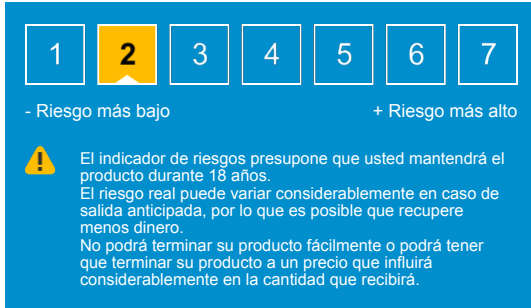 1 2 3 4 5 6 7
- Riesgo más bajo + Riesgo más alto
El indicador de riesgos presupone que usted mantendrá el
producto durante 18 años.
El riesgo real puede variar considerablemente en caso de
salida anticipada, por lo que es posible que recupere
menos dinero.
No podrá terminar su producto fácilmente o podrá tener
que terminar su producto a un precio que influirá
considerablemente en la cantidad que recibirá.